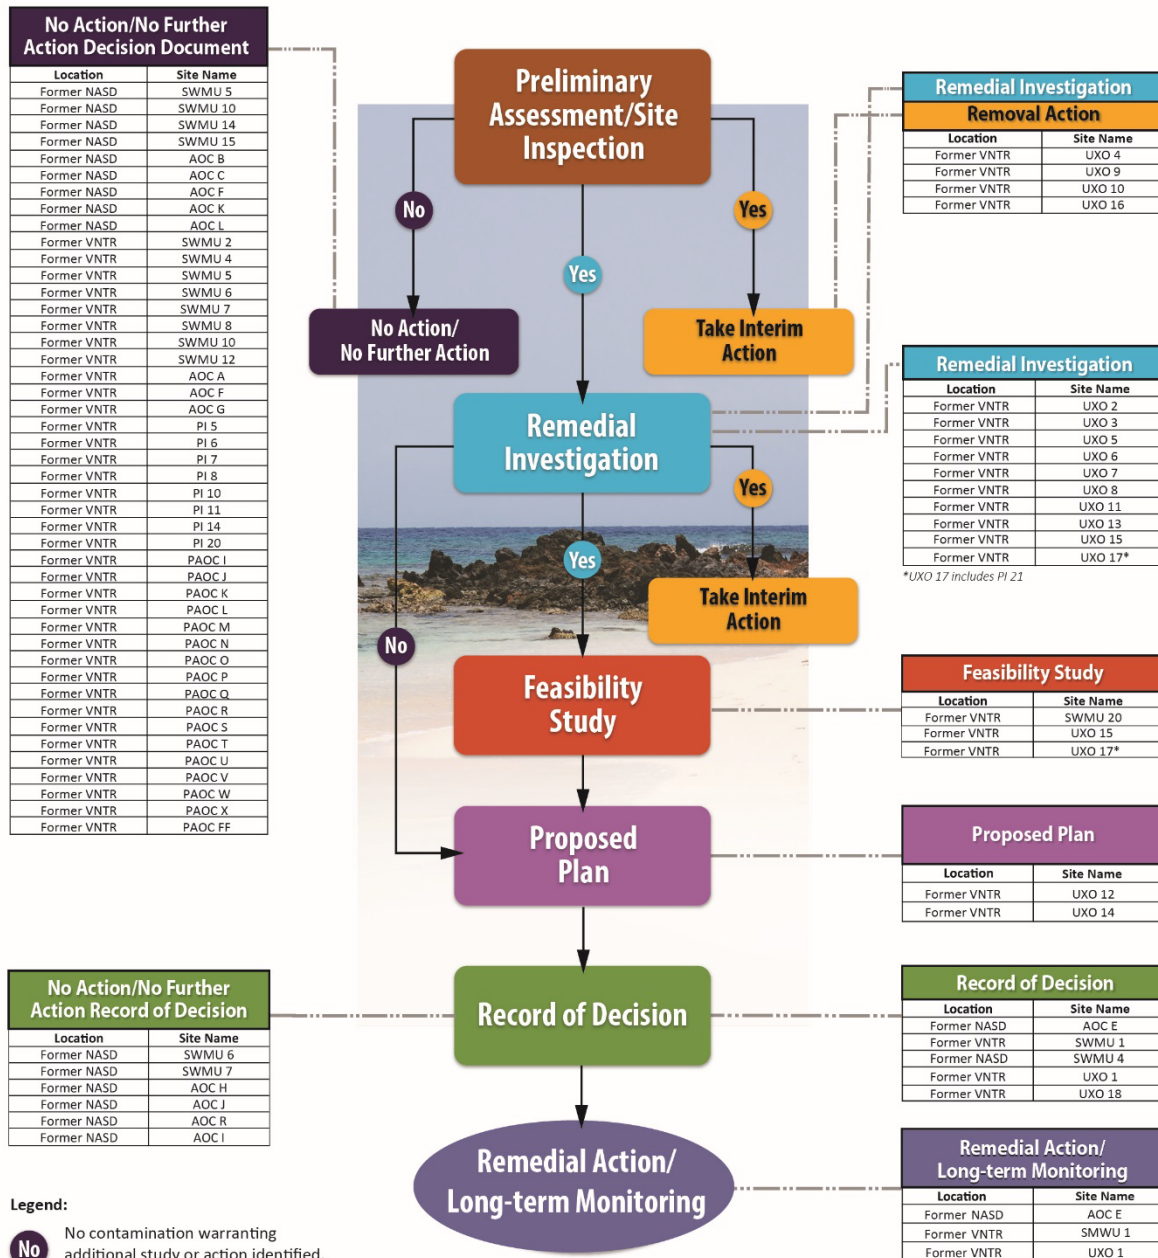 No Action/No Further
Action Decision Document
Location Site Name
Former NASD SWMU 5
Former NASD SWMU 10
Former NASD SWMU 14
Former NASD SWMU 15
Former NASD AOC B
Former NASD AOC C
Former NASD AOC F
Former NASD AOC K
Former NASD AOC L
Former VNTR SWMU 2
Former VNTR SWMU 4
Former VNTR SWMU 5
Former VNTR SWMU 6
Former VNTR SWMU 7
Former VNTR SWMU 8
Former VNTR SWMU 10
Former VNTR SWMU 12
Former VNTR AOC A
Former VNTR AOC F
Former VNTR AOC G
Former VNTR PI 5
Former VNTR PI 6
Former VNTR PI 7
Former VNTR PI 8
Former VNTR PI 10
Former VNTR PI 11
Former VNTR PI 14
Former VNTR PI 20
Former VNTR PAOC I
Former VNTR PAOC J
Former VNTR PAOC K
Former VNTR PAOC L
Former VNTR PAOC M
Former VNTR PAOC N
Former VNTR PAOC O
Former VNTR PAOC P
Former VNTR PAOC Q
Former VNTR PAOC R
Former VNTR PAOC S
Former VNTR PAOC T
Former VNTR PAOC U
Former VNTR PAOC V
Former VNTR PAOC W
Former VNTR PAOC X
Former VNTR PAOC FF
No Action/No Further
Action Record of Decision
Location Site Name
Former NASD SWMU 6
Former NASD SWMU 7
Former NASD AOC H
Former NASD AOC J
Former NASD AOC R
Former NASD AOC I
Legend:
No
No contamination warranting
additional study or action identified.
Preliminary
Assessment/Site
Inspection
No
Yes
Yes
No Action/
No Further Action
Take Interim
Action
Remedial
Investigation
Yes
Yes
Take Interim
Action
No
Feasibility
Study
Proposed
Plan
Record of Decision
Remedial Action/
Long-term Monitoring
Remedial Investigation
Removal Action
Location Site Name
Former VNTR UXO 4
Former VNTR UXO 9
Former VNTR UXO 10
Former VNTR UXO 16
Remedial Investigation
Location Site Name
Former VNTR UXO 2
Former VNTR UXO 3
Former VNTR UXO 5
Former VNTR UXO 6
Former VNTR UXO 7
Former VNTR UXO 8
Former VNTR UXO 11
Former VNTR UXO 13
Former VNTR UXO 15
Former VNTR UXO 17*
*UXO 17 includes PI 21
Feasibility Study
Location Site Name
Former VNTR SWMU 20
Former VNTR UXO 15
Former VNTR UXO 17*
Proposed Plan
Location Site Name
Former VNTR UXO 12
Former VNTR UXO 14
Record of Decision
Location Site Name
Former NASD AOC E
Former VNTR SWMU 1
Former NASD SWMU 4
Former VNTR UXO 1
Former VNTR UXO 18
Remedial Action/
Long-term Monitoring
Location Site Name
Former NASD AOC E
Former VNTR SMWU 1
Former VNTR UXO 1